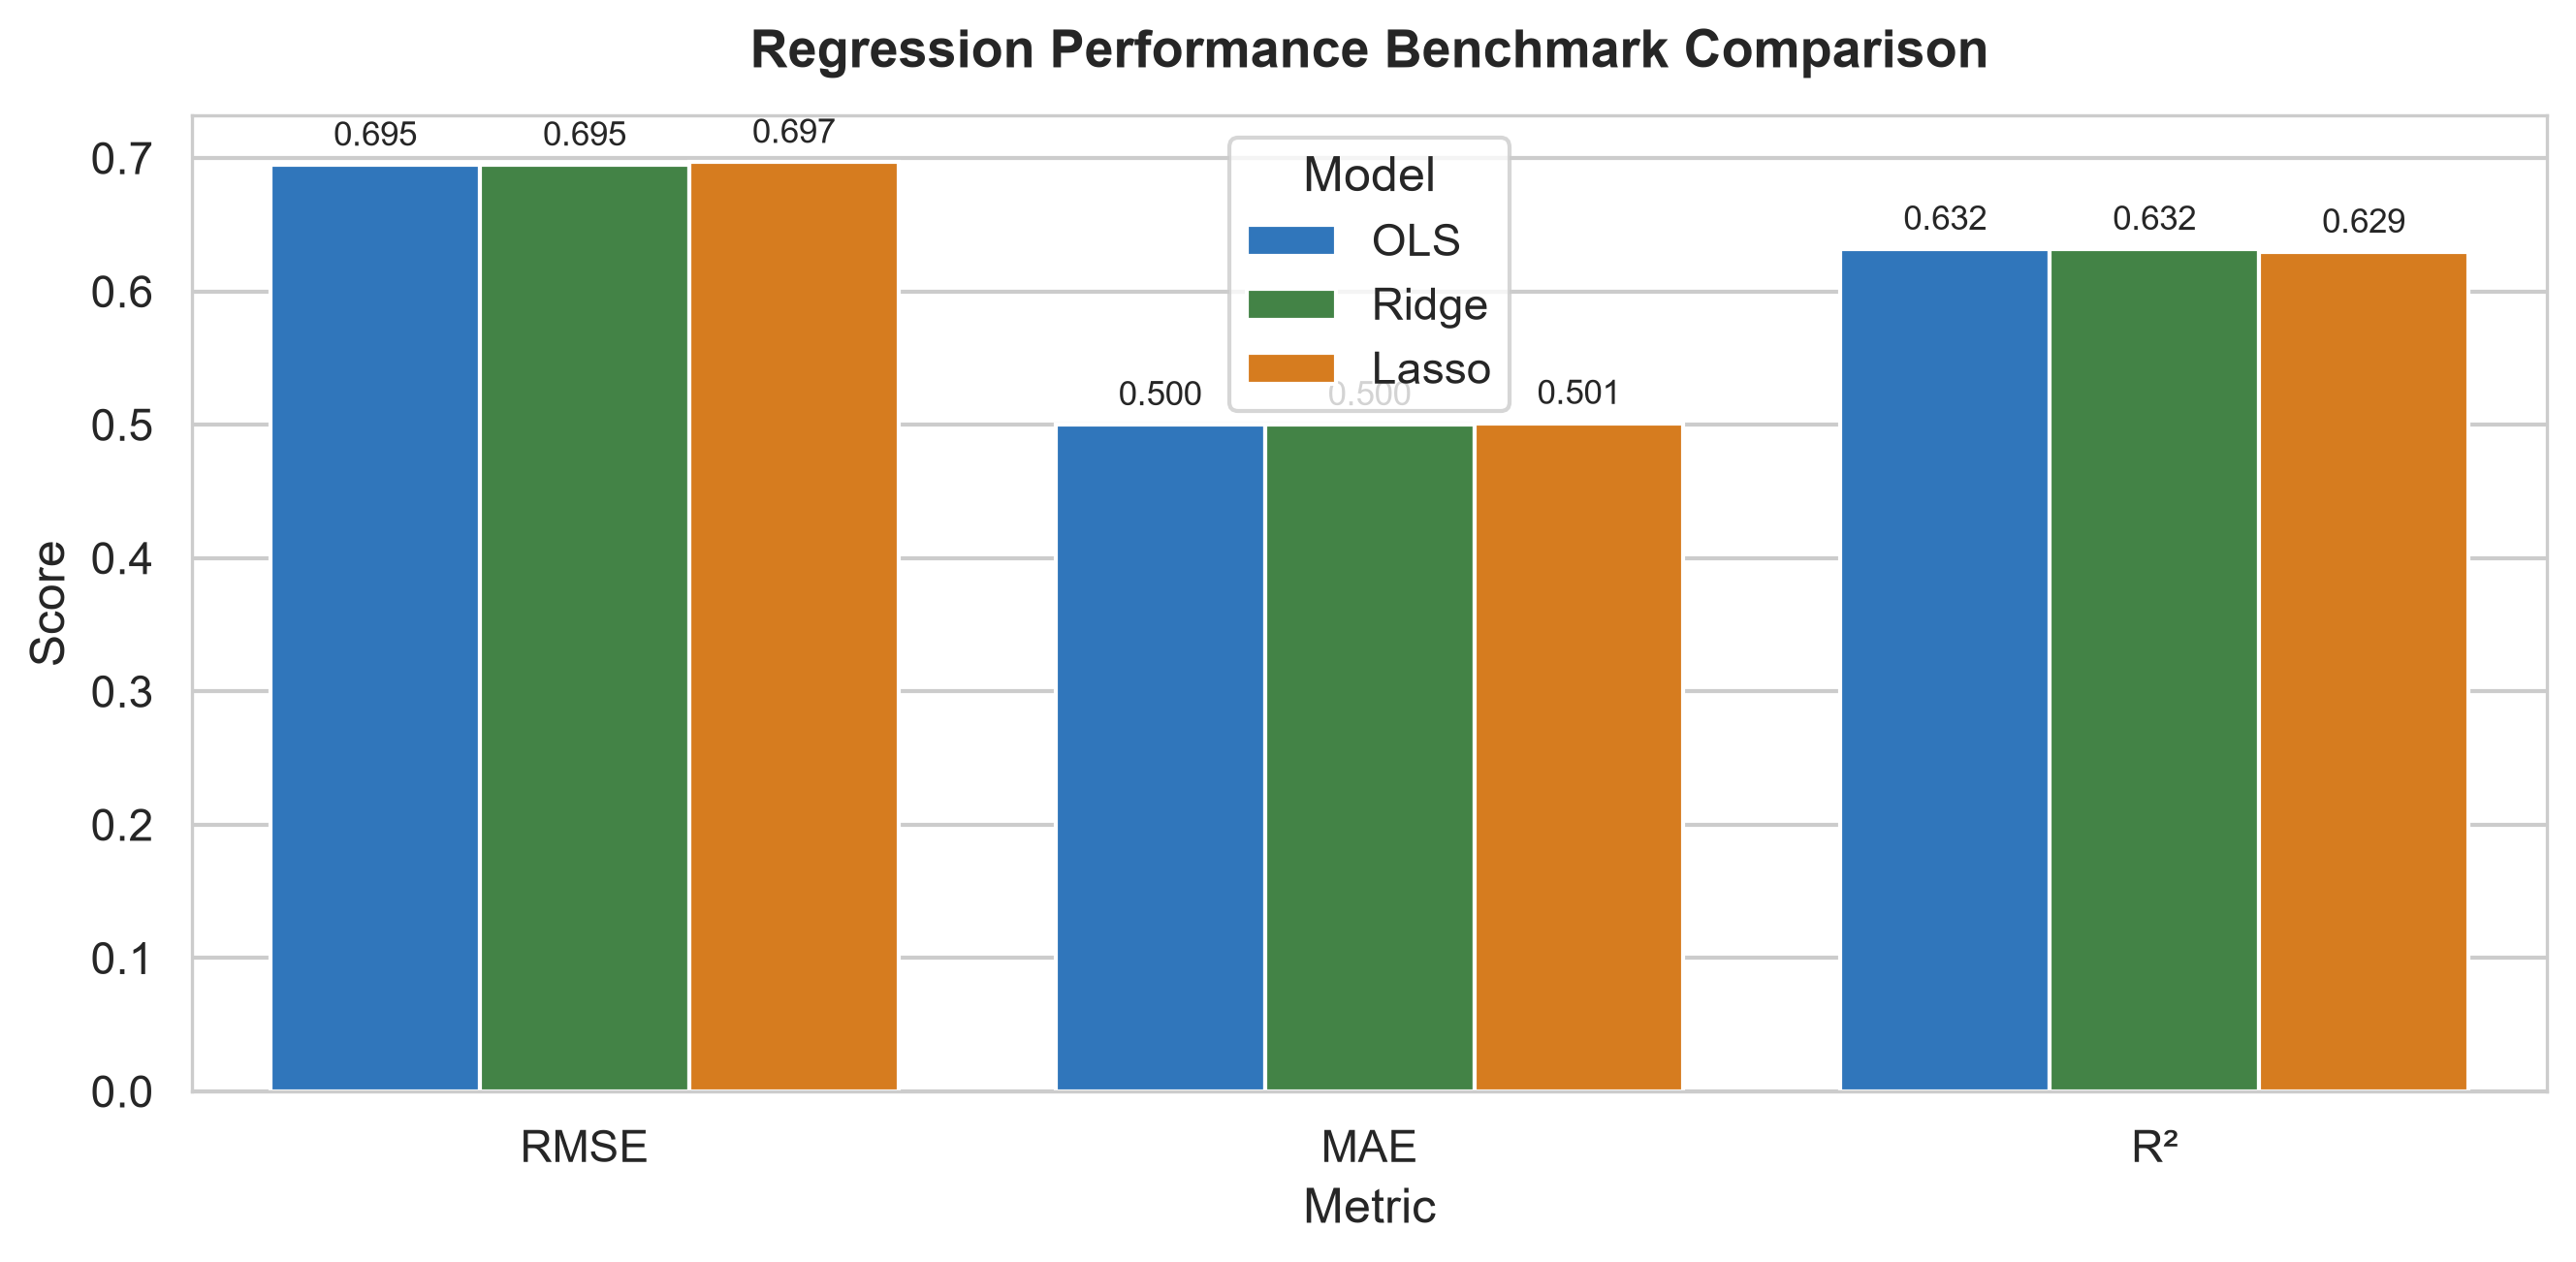 Regression Performance Benchmark Comparison
0.695 0.695 0.697
0.7
Model
OLS
Ridge
Lasso
0.632 0.632 0.629
0.6
0.500 0.500 0.501
0.5
0.4
Score
0.3
0.2
0.1
0.0
RMSE MAE R²
Metric